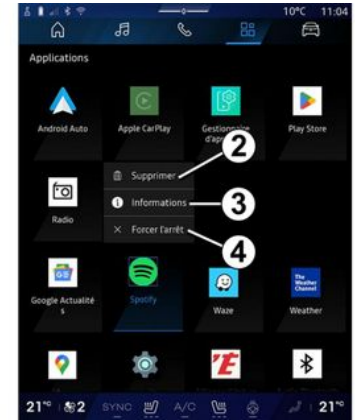 10°C 11:04
Applications
Android Auto
Apple CarPlay
Gestionnaire
d'app
Play Store
2
Supprimer
Informations
3
Forcer l'arrêt
4
Radio
Google Actualité
s
Spotify
Waze
The
Weather
Channel
Weather
21°C
2
SYNC
A/C
21°C